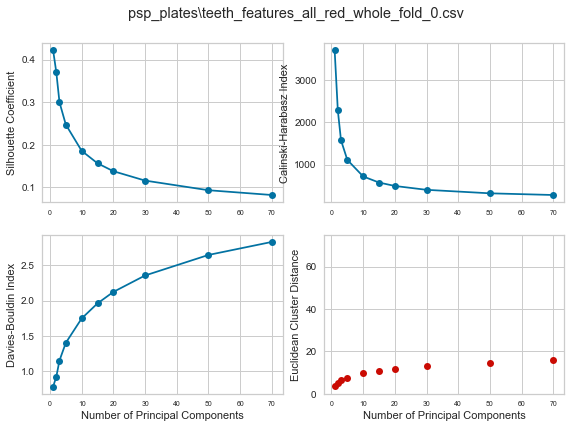 psp_plates\teeth_features_all_red_whole_fold_0.csv
Silhouette Coefficient
0.4
0.3
0.2
0.1
0 10 20 30 40 50 60 70
Calinski-Harabasz-Index
3000
2000
1000
0 10 20 30 40 50 60 70
Davies-Bouldin Index
2.5
2.0
1.5
1.0
0 10 20 30 40 50 60 70
Number of Principal Components
Euclidean Cluster Distance
60
40
20
0
0 10 20 30 40 50 60 70
Number of Principal Components